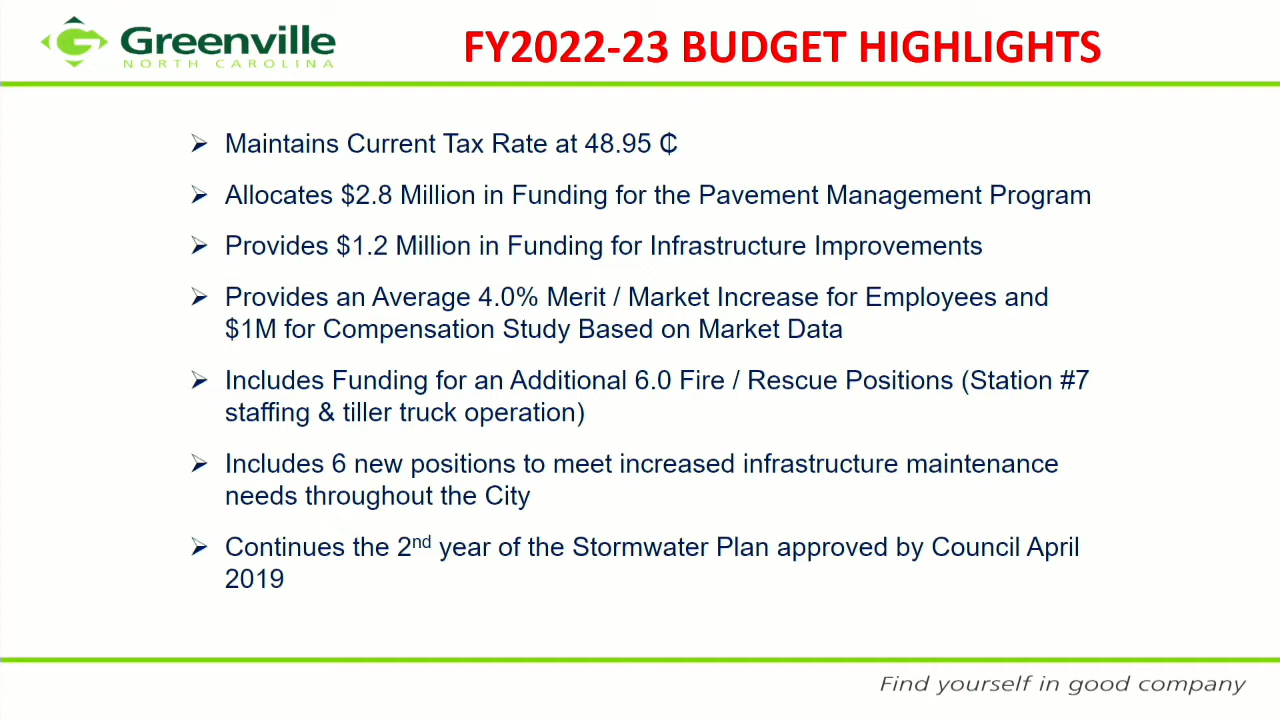 Greenville
NORTH CAROLINA
FY2022-23 BUDGET HIGHLIGHTS
➢ Maintains Current Tax Rate at 48.95 ₵
➢ Allocates $2.8 Million in Funding for the Pavement Management Program
➢ Provides $1.2 Million in Funding for Infrastructure Improvements
➢ Provides an Average 4.0% Merit / Market Increase for Employees and
$1M for Compensation Study Based on Market Data
➢ Includes Funding for an Additional 6.0 Fire / Rescue Positions (Station #7
staffing & tiller truck operation)
➢ Includes 6 new positions to meet increased infrastructure maintenance
needs throughout the City
➢ Continues the 2nd year of the Stormwater Plan approved by Council April
2019
Find yourself in good company